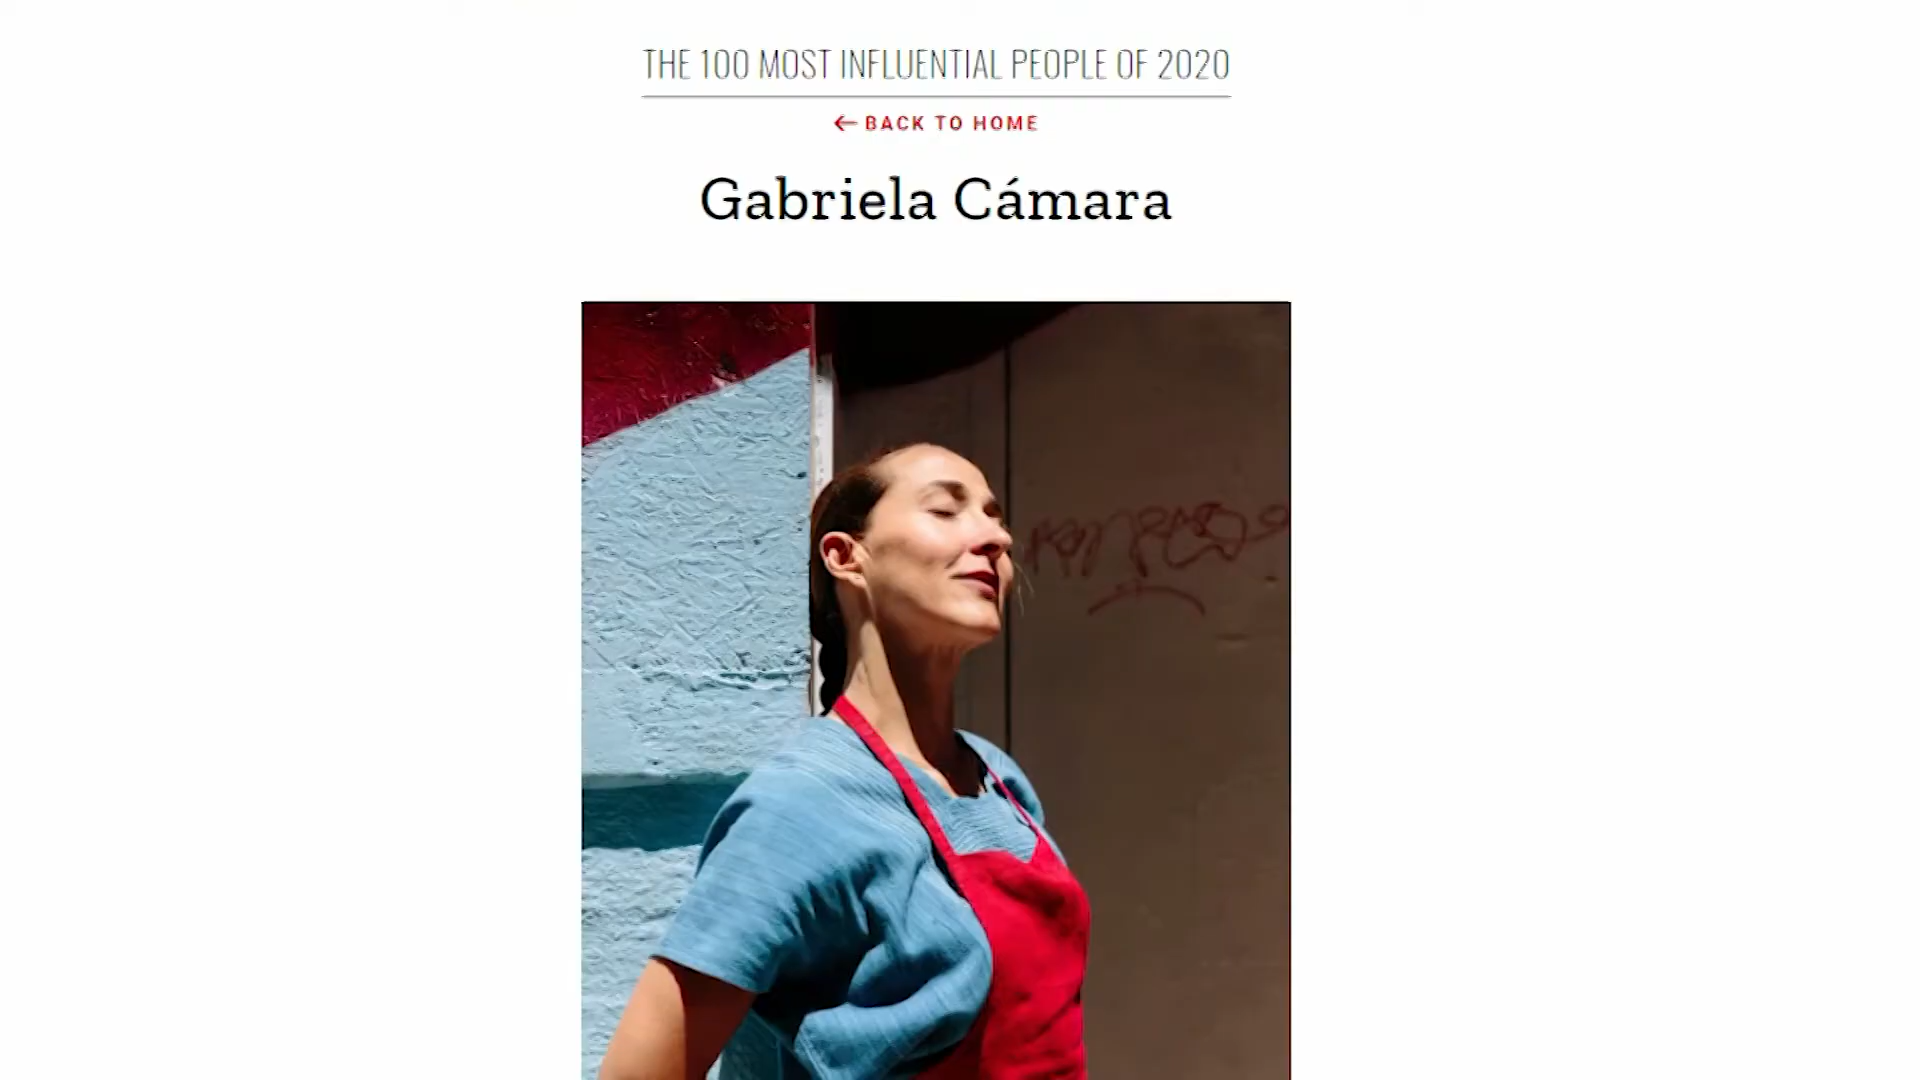 THE 100 MOST INFLUENTIAL PEOPLE OF 2020
←BACK TO HOME
Gabriela Cámara